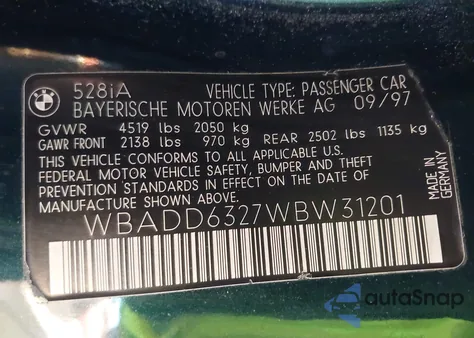 528iA VEHICLE TYPE: PASSENGER CAR
BAYERISCHE MOTOREN WERKE AG 09/97
GVWR 4519 lbs 2050 kg
GAWR FRONT 2138 lbs 970 kg REAR 2502 lbs 1135 kg
THIS VEHICLE CONFORMS TO ALL APPLICABLE U.S.
FEDERAL MOTOR VEHICLE SAFETY, BUMPER AND THEFT
PREVENTION STANDARDS IN EFFECT ON THE DATE OF
MANUFACTURE SHOWN ABOVE.
MADE IN
GERMANY
WBADD6327WBW31201
autoSnap